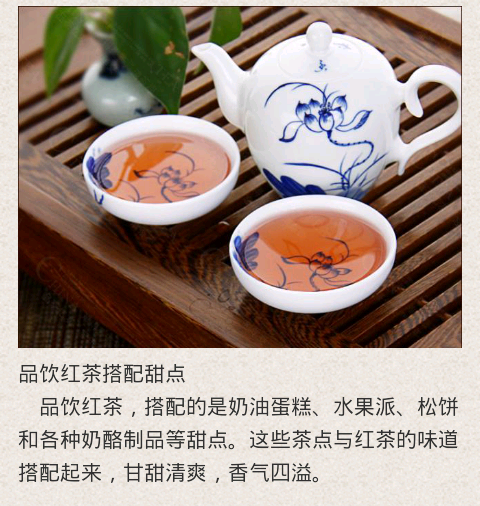 品饮红茶搭配甜点
品饮红茶，搭配的是奶油蛋糕、水果派、松饼
和各种奶酪制品等甜点。这些茶点与红茶的味道
搭配起来，甘甜清爽，香气四溢。